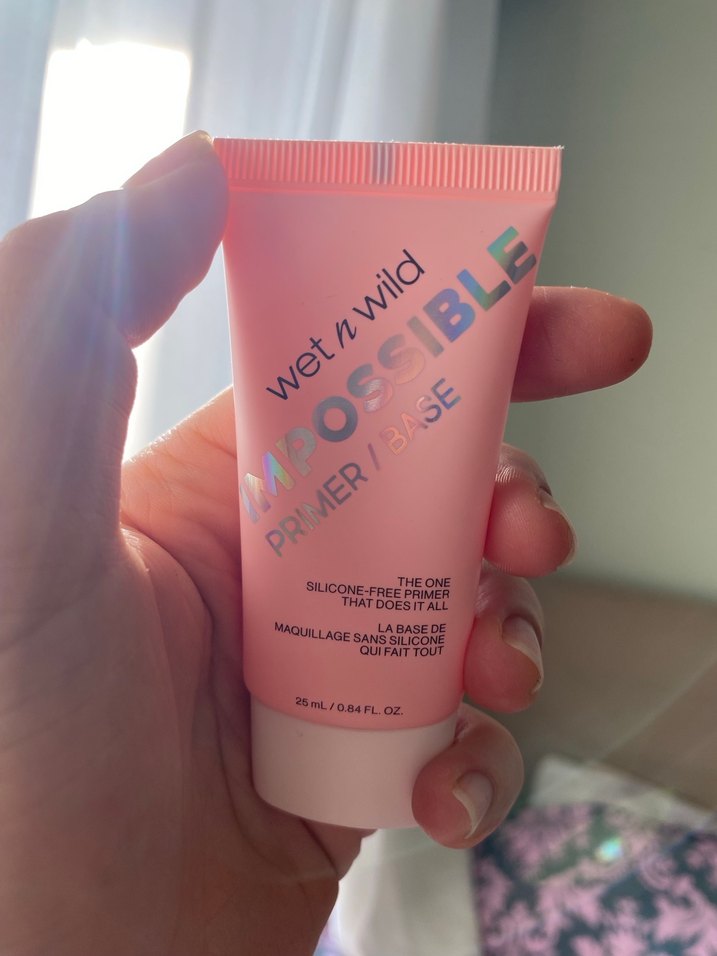 wet n wild
IMPOSSIBLE
PRIMER / BASE
THE ONE
SILICONE-FREE PRIMER
THAT DOES IT ALL
LA BASE DE
MAQUILLAGE SANS SILICONE
QUI FAIT TOUT
25 mL / 0.84 FL. OZ.